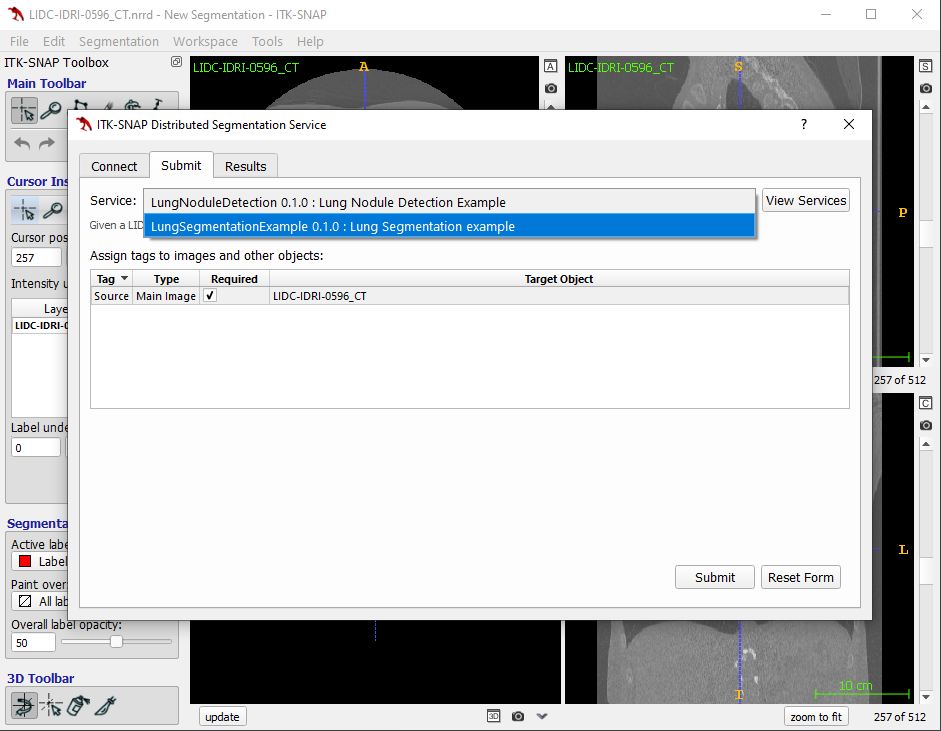 LIDC-IDRI-0596_CT.nrrd - New Segmentation - ITK-SNAP
File Edit Segmentation Workspace Tools Help
ITK-SNAP Toolbox
Main Toolbar
LIDC-IDRI-0596_CT
A
A
LIDC-IDRI-0596_CT
S
S
ITK-SNAP Distributed Segmentation Service
?
Connect Submit Results
Cursor Ins
Service:
LungNoduleDetection 0.1.0 : Lung Nodule Detection Example
View Services
P
Given a LID
LungSegmentationExample 0.1.0 : Lung Segmentation example
Cursor pos
257
Assign tags to images and other objects:
Intensity u
Tag Type Required Target Object
Source Main Image LIDC-IDRI-0596_CT
Laye
LIDC-IDRI-0
257 of 512
C
Label unde
0
Segmenta
Active labe
Label
L
Paint over
All lab
Submit Reset Form
Overall label opacity:
50
3D Toolbar
10 cm
I
update
3D
zoom to fit
257 of 512